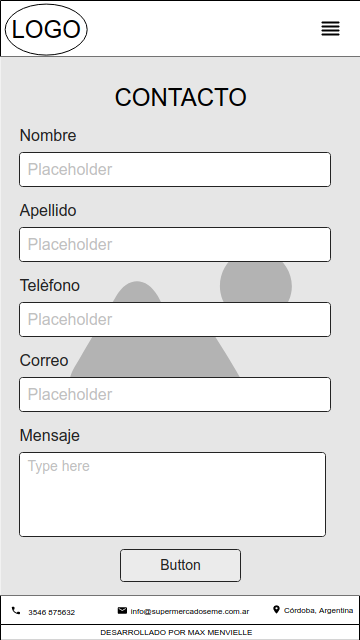 LOGO
CONTACTO
Nombre
Placeholder
Apellido
Placeholder
Telèfono
Placeholder
Correo
Placeholder
Mensaje
Type here
Button
3546 575632 info@supermercadoseme.com.ar Córdoba, Argentina
DESARROLLADO POR MAX MENVIELLE